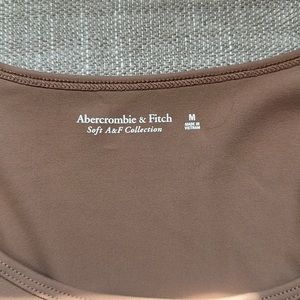 Abercrombie & Fitch
Soft A&F Collection
M
MADE IN
VIETNAM